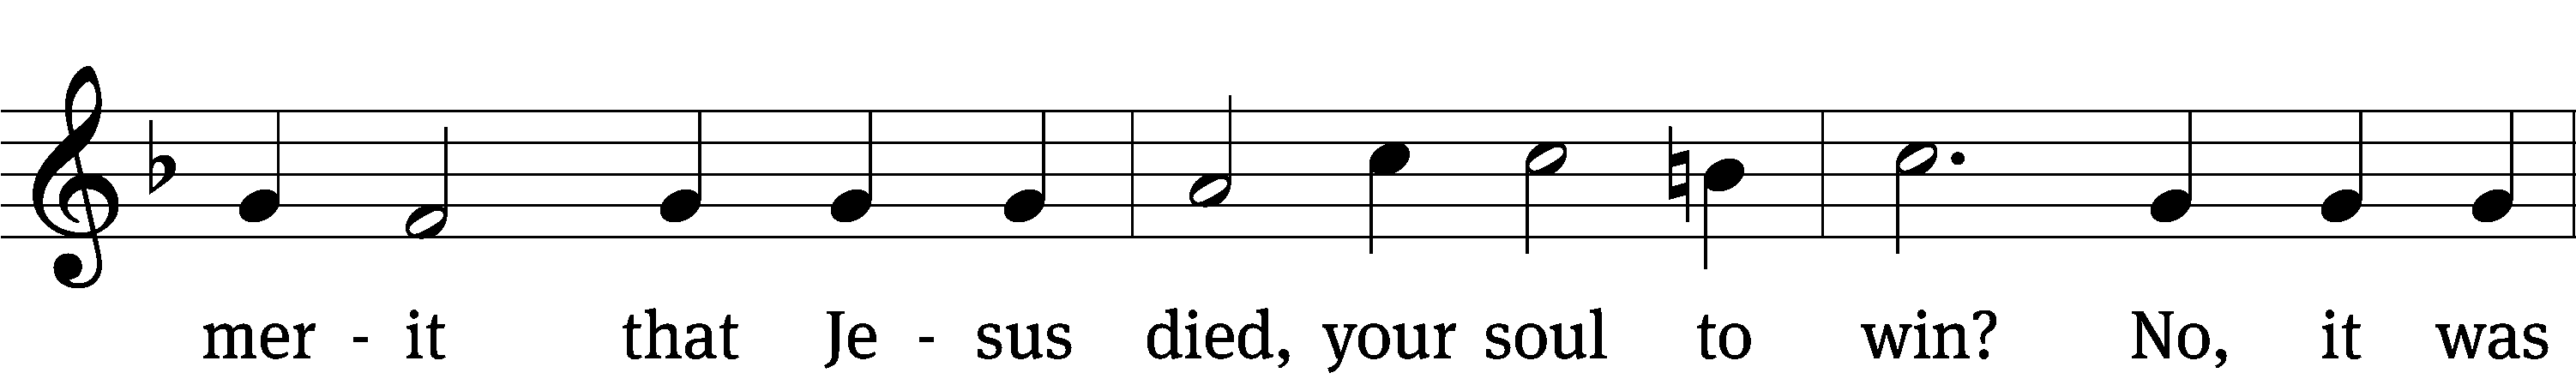 mer - it that Je - sus died, your soul to win? No, it was